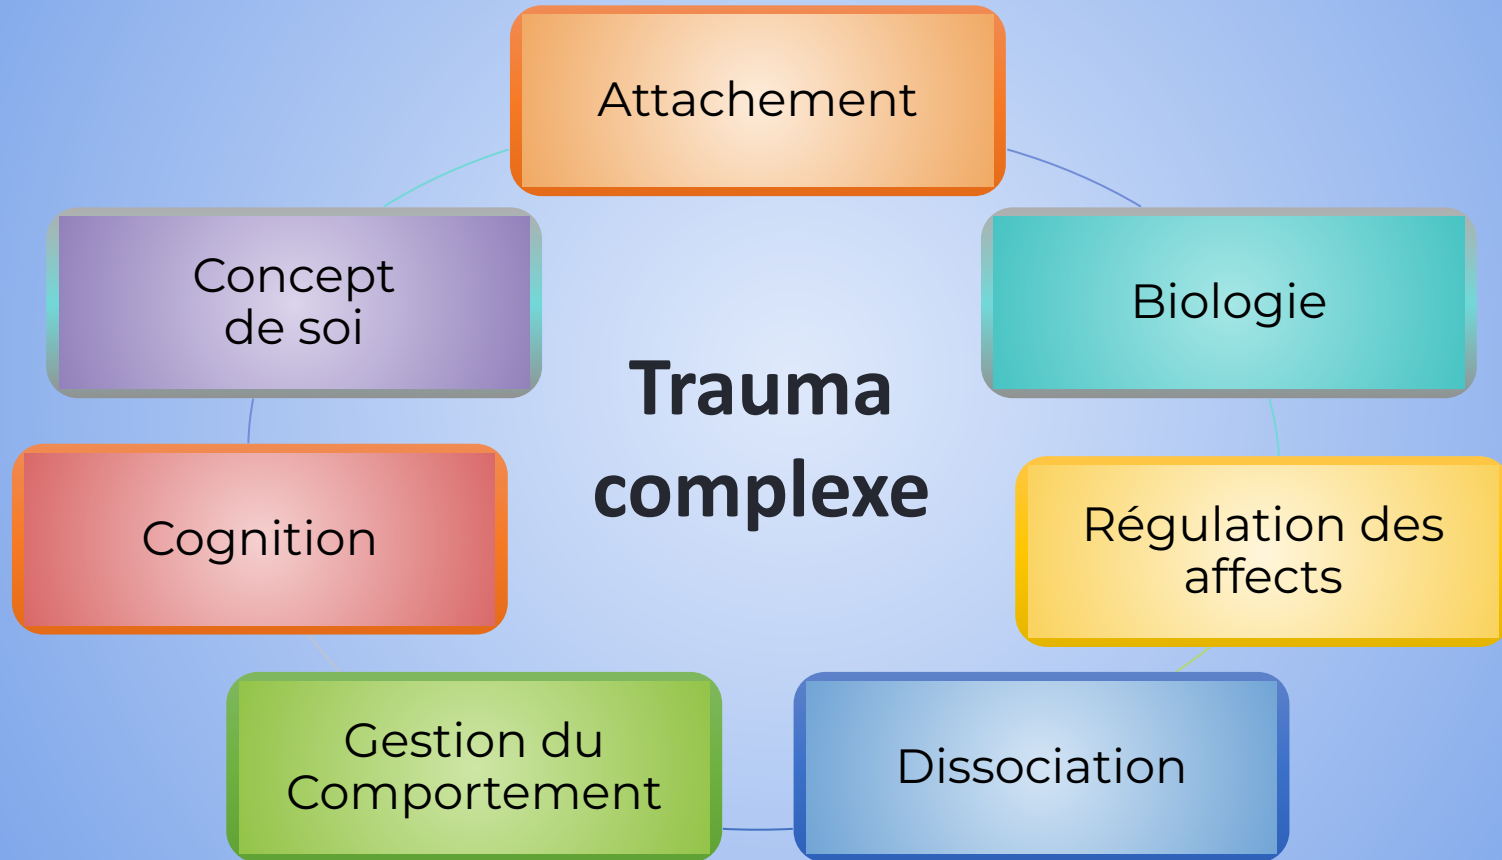 Attachement
Concept
de soi
Biologie
Trauma
complexe
Cognition
Régulation des
affects
Gestion du
Comportement
Dissociation